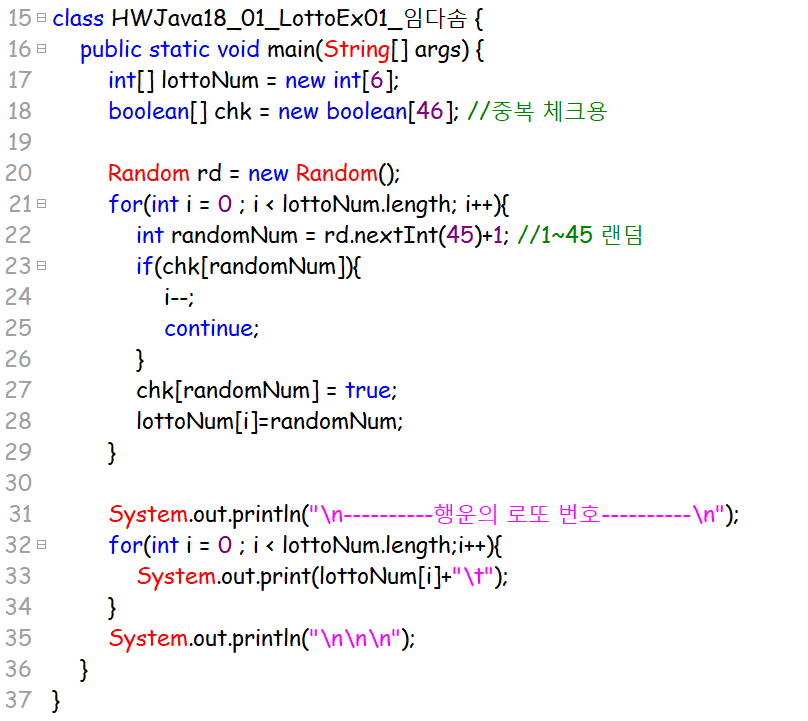 15 class HWJava18_01_LottoEx01_임다솜 {
16 public static void main(String[] args) {
17 int[] lottoNum = new int[6];
18 boolean[] chk = new boolean[46]; //중복 체크용
19
20 Random rd = new Random();
21 for(int i = 0 ; i < lottoNum.length; i++){
22 int randomNum = rd.nextInt(45)+1; //1~45 랜덤
23 if(chk[randomNum]){
24 i--;
25 continue;
26 }
27 chk[randomNum] = true;
28 lottoNum[i]=randomNum;
29 }
30
31 System.out.println("\n----------행운의 로또 번호----------\n");
32 for(int i = 0 ; i < lottoNum.length;i++){
33 System.out.print(lottoNum[i]+"\t");
34 }
35 System.out.println("\n\n\n");
36 }
37 }